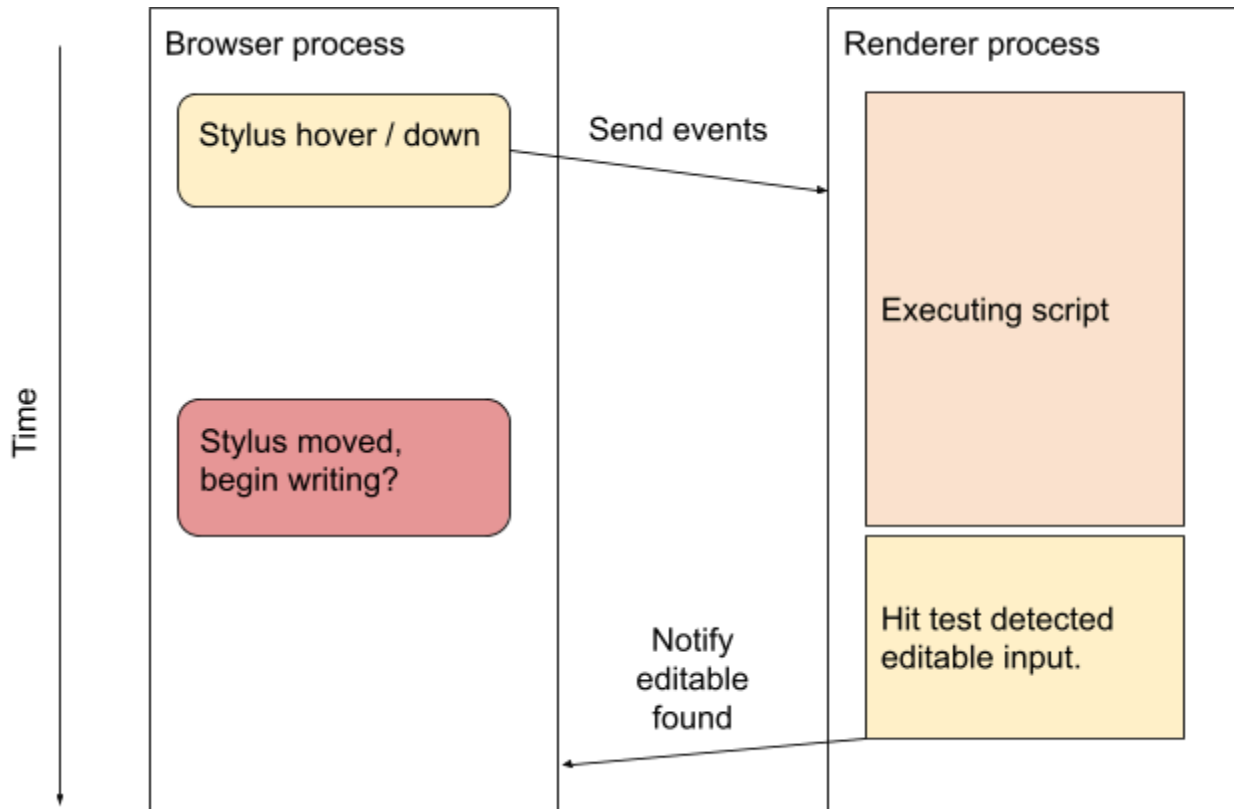 Browser process
Renderer process
Stylus hover / down
Send events
Executing script
Time
Stylus moved,
begin writing?
Hit test detected
editable input.
Notify
editable
found